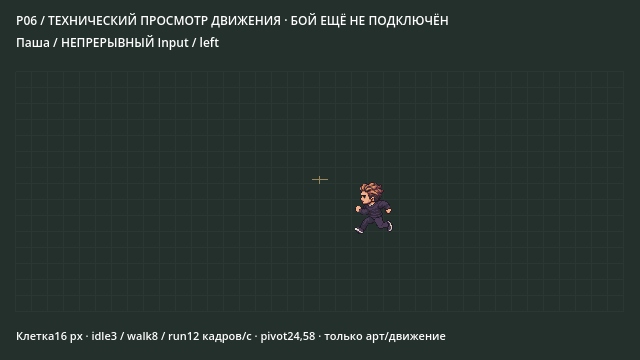 P06 / ТЕХНИЧЕСКИЙ ПРОСМОТР ДВИЖЕНИЯ · БОЙ ЕЩЁ НЕ ПОДКЛЮЧЁН
Паша / НЕПРЕРЫВНЫЙ Input / left
Клетка16 px · idle3 / walk8 / run12 кадров/с · pivot24,58 · только арт/движение